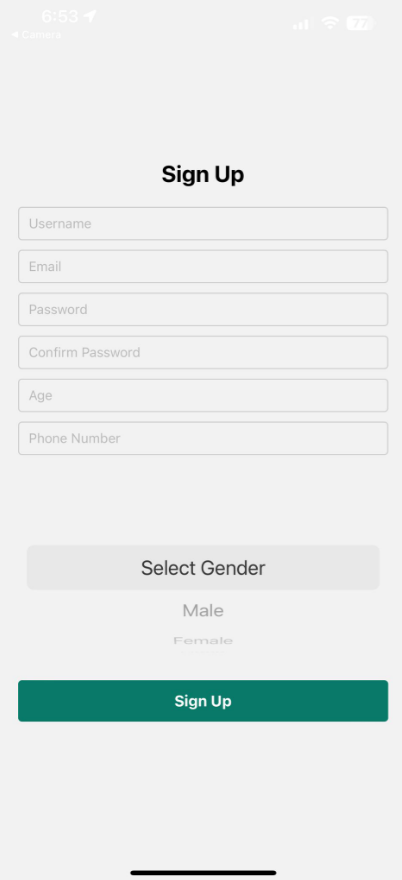 6:53
◀ Camera
77
Sign Up
Username
Email
Password
Confirm Password
Age
Phone Number
Select Gender
Male
Female
Sign Up